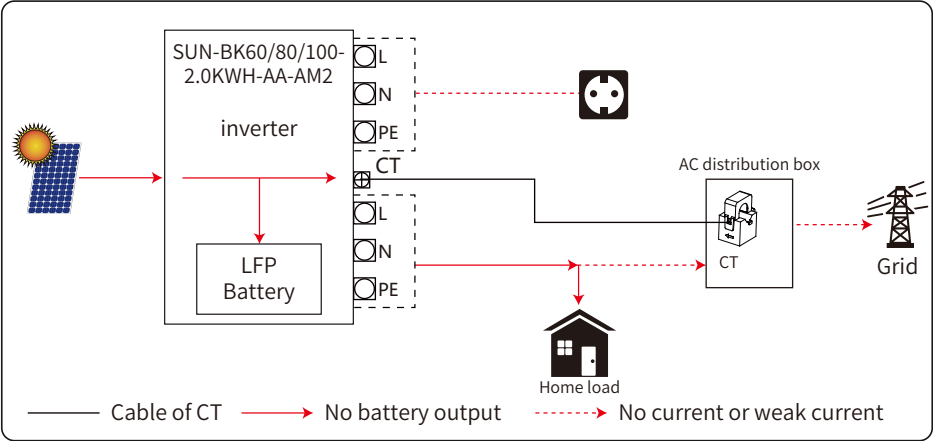 SUN-BK60/80/100-
2.0KWH-AA-AM2
inverter
L
N
PE
CT
L
N
PE
LFP
Battery
AC distribution box
CT
Grid
Home load
Cable of CT
No battery output
No current or weak current